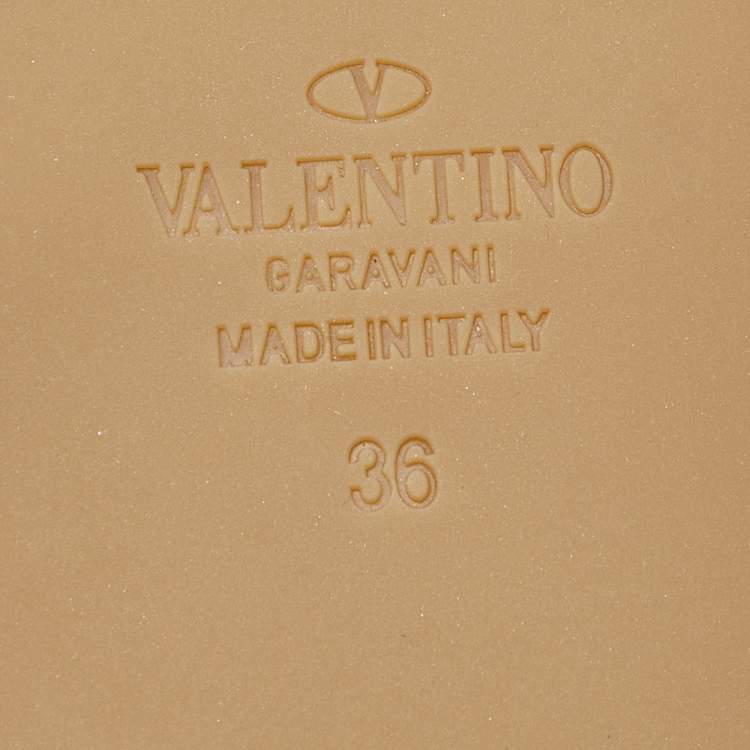 V
VALENTINO
GARAVANI
MADE IN ITALY
36